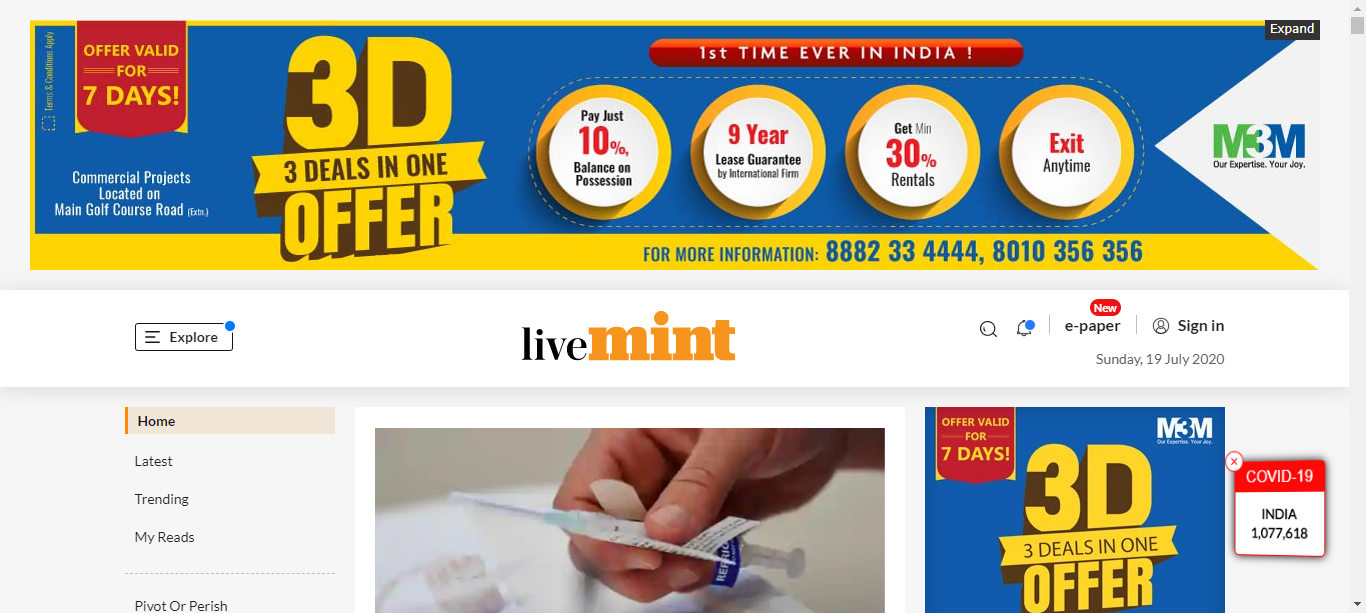 Expand
Terms & Conditions Apply
OFFER VALID
FOR
7 DAYS!
Commercial Projects
Located on
Main Golf Course Road (Extn.)
3D
3 DEALS IN ONE
OFFER
1st TIME EVER IN INDIA !
Pay Just
10%,
Balance on
Possession
9 Year
Lease Guarantee
by International Firm
Get Min
30%
Rentals
Exit
Anytime
M3M
Our Expertise. Your Joy.
FOR MORE INFORMATION: 8882 33 4444, 8010 356 356
Explore
livemint
New
e-paper
Sign in
Sunday, 19 July 2020
Home
Latest
Trending
My Reads
Pivot Or Perish
OFFER VALID
FOR
7 DAYS!
M3M
Our Expertise. Your Joy.
3D
3 DEALS IN ONE
OFFER
COVID-19
INDIA
1,077,618